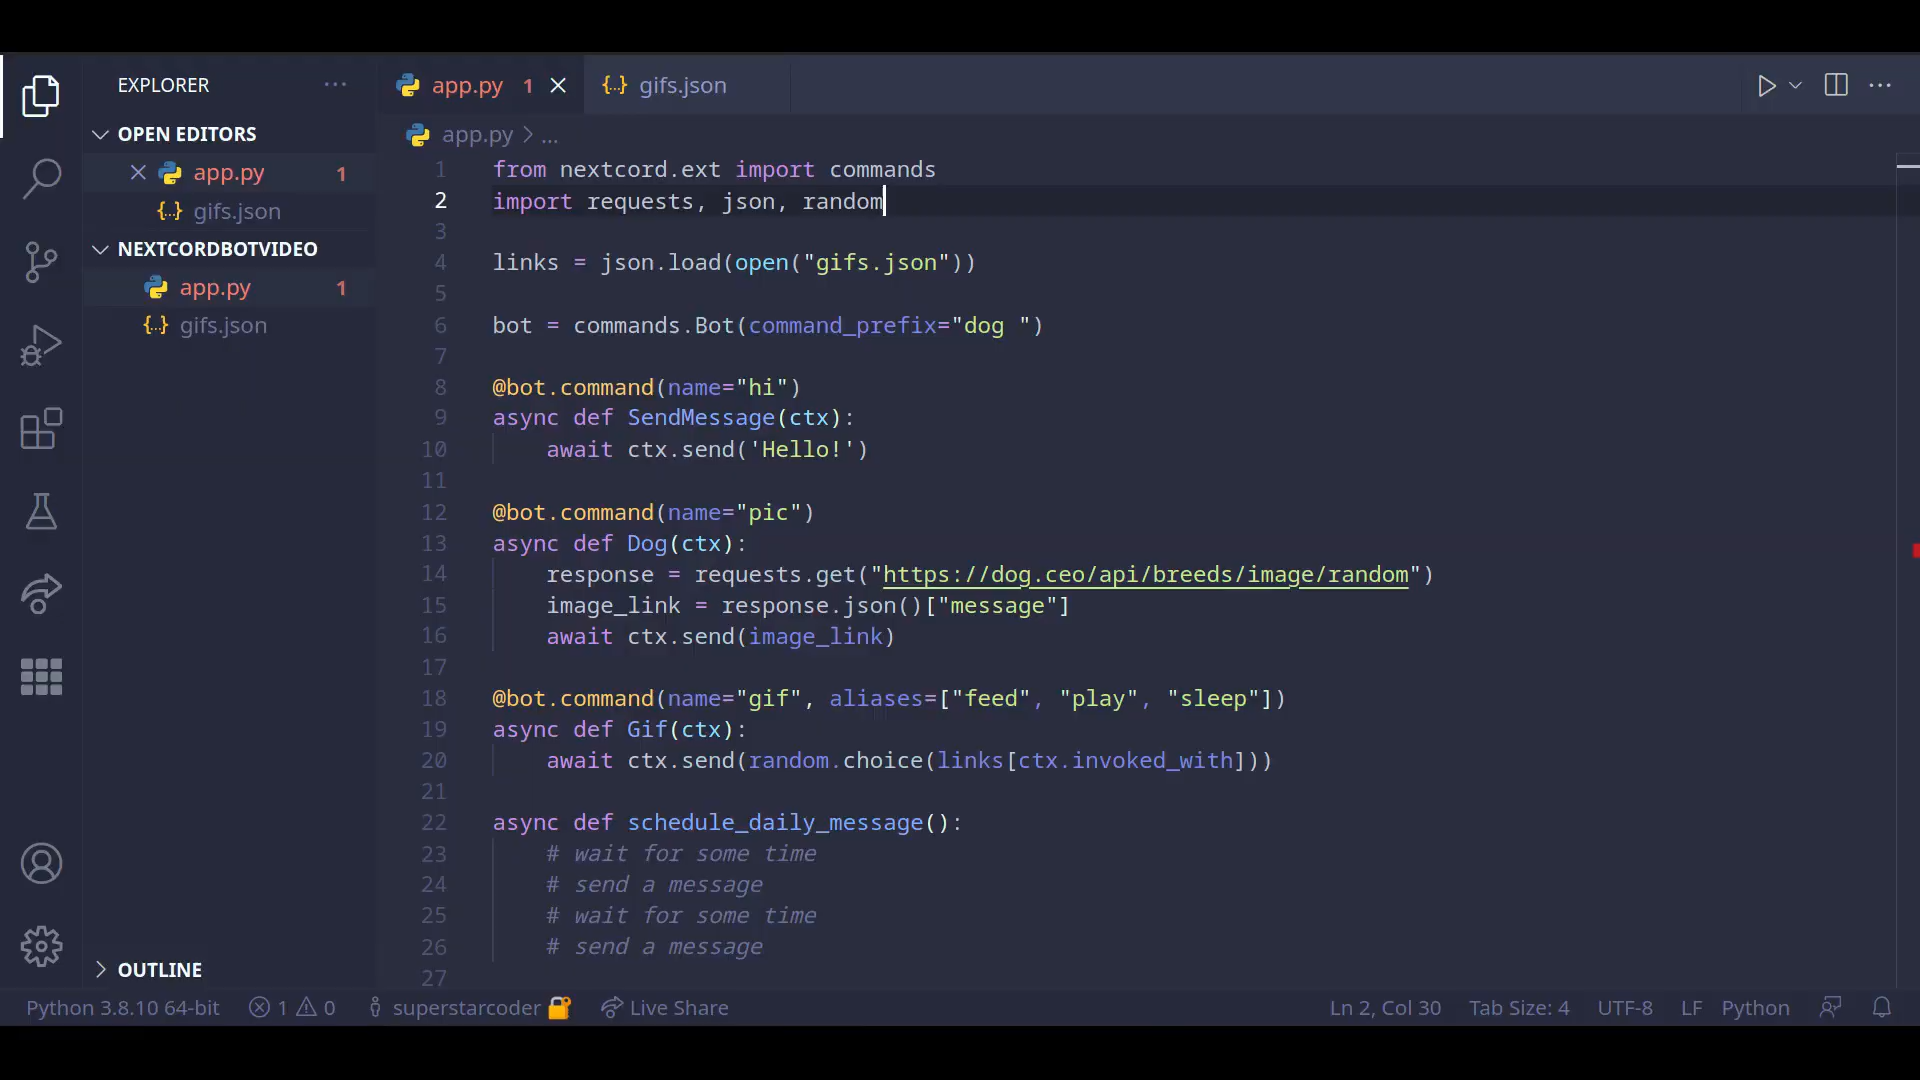 EXPLORER
OPEN EDITORS
app.py 1
gifs.json
NEXTCORDBOTVIDEO
app.py 1
gifs.json
OUTLINE
app.py 1
gifs.json
app.py > ...
1 from nextcord.ext import commands
2 import requests, json, random
3
4 links = json.load(open("gifs.json"))
5
6 bot = commands.Bot(command_prefix="dog ")
7
8 @bot.command(name="hi")
9 async def SendMessage(ctx):
10     await ctx.send('Hello!')
11
12 @bot.command(name="pic")
13 async def Dog(ctx):
14     response = requests.get("https://dog.ceo/api/breeds/image/random")
15     image_link = response.json()["message"]
16     await ctx.send(image_link)
17
18 @bot.command(name="gif", aliases=["feed", "play", "sleep"])
19 async def Gif(ctx):
20     await ctx.send(random.choice(links[ctx.invoked_with]))
21
22 async def schedule_daily_message():
23     # wait for some time
24     # send a message
25     # wait for some time
26     # send a message
27
Python 3.8.10 64-bit 1 0 superstarcoder Live Share Ln 2, Col 30 Tab Size: 4 UTF-8 LF Python